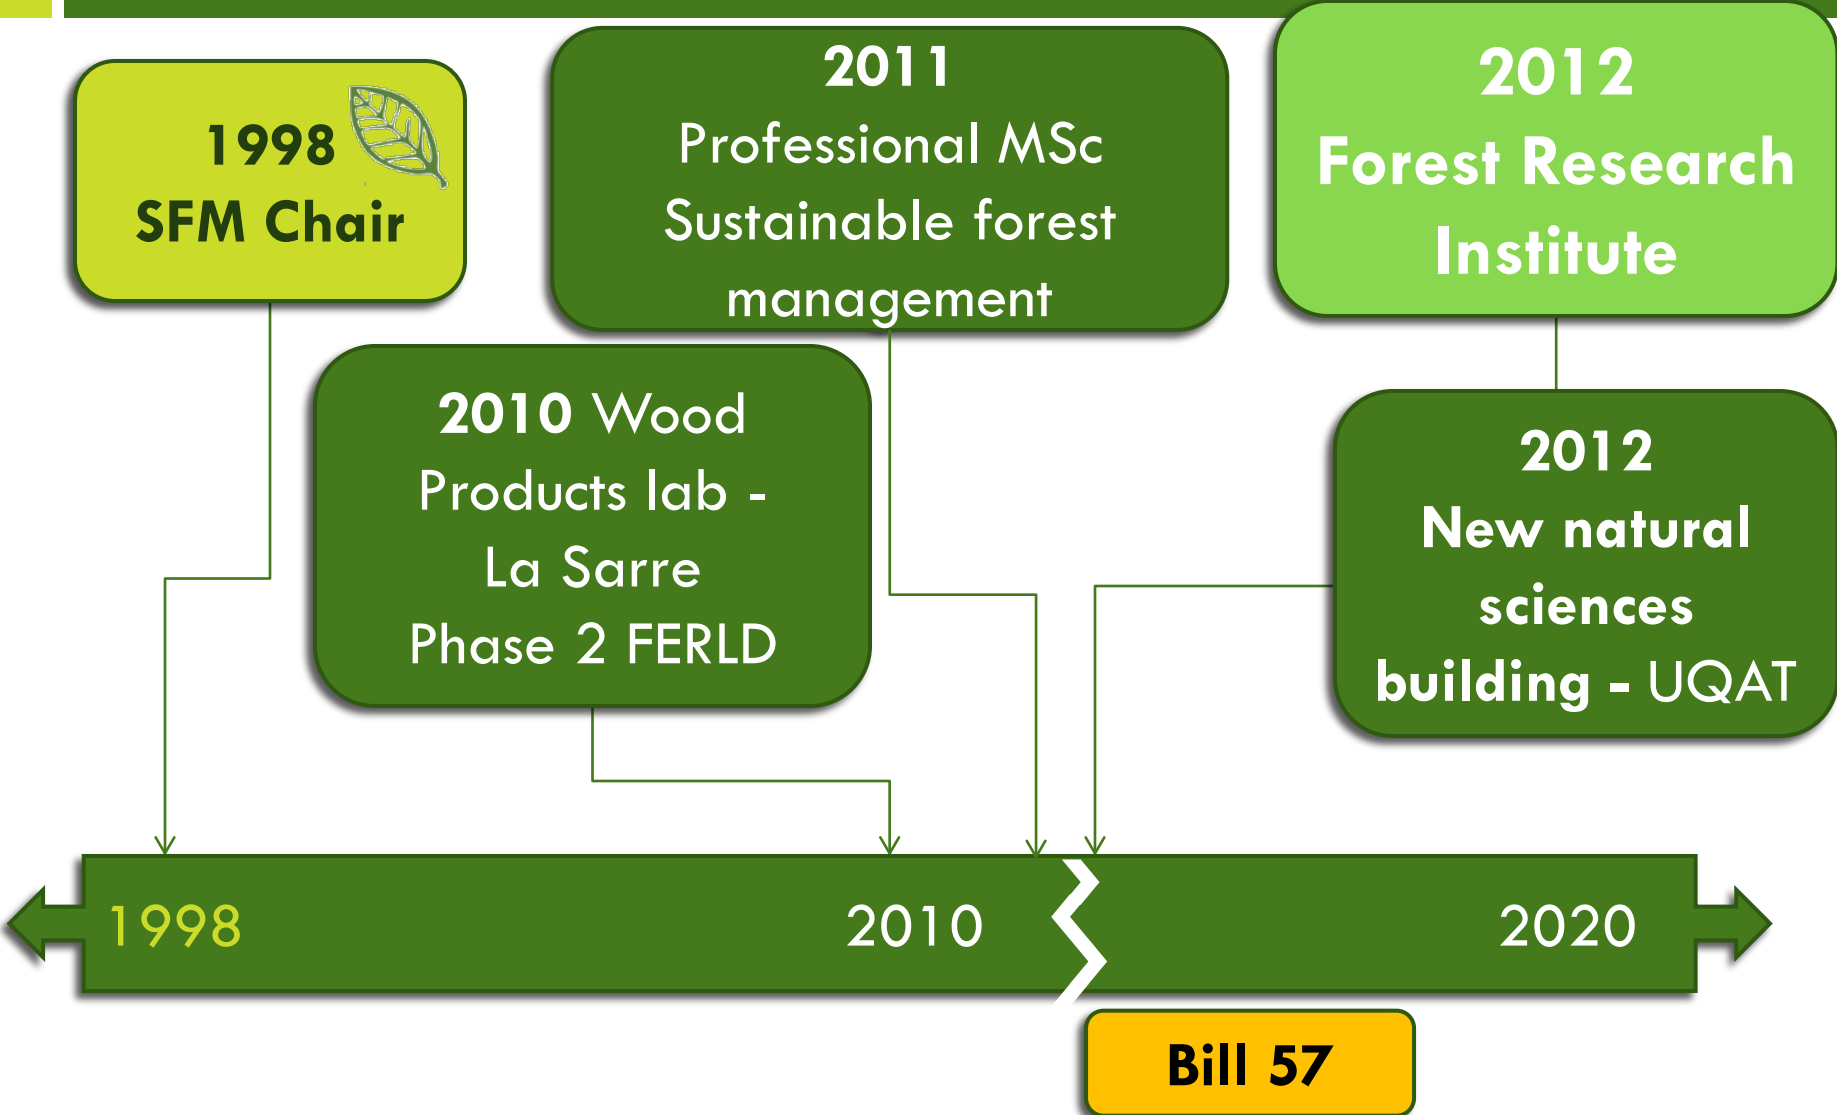 1998
SFM Chair
2011
Professional MSc
Sustainable forest
management
2012
Forest Research
Institute
2010 Wood
Products lab -
La Sarre
Phase 2 FERLD
2012
New natural
sciences
building - UQAT
1998
2010
2020
Bill 57